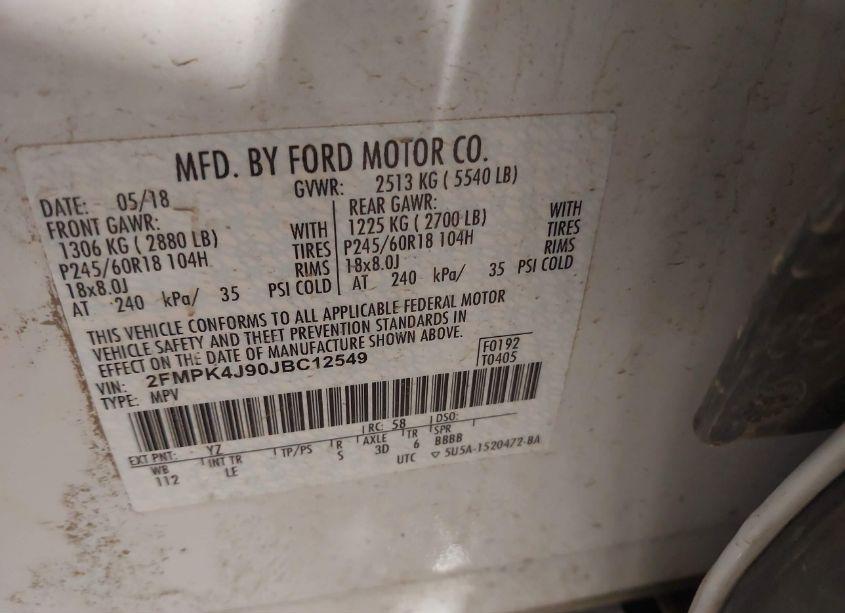 MFD. BY FORD MOTOR CO.
DATE: 05/18 GVWR: 2513 KG ( 5540 LB)
FRONT GAWR: WITH REAR GAWR: WITH
1306 KG ( 2880 LB) TIRES 1225 KG ( 2700 LB) TIRES
P245/60R18 104H RIMS P245/60R18 104H RIMS
18x8.0J 18x8.0J
AT 240 kPa/ 35 PSI COLD AT 240 kPa/ 35 PSI COLD
THIS VEHICLE CONFORMS TO ALL APPLICABLE FEDERAL MOTOR
VEHICLE SAFETY AND THEFT PREVENTION STANDARDS IN
EFFECT ON THE DATE OF MANUFACTURE SHOWN ABOVE.
F0192
T0405
VIN: 2FMPK4J90JBC12549
TYPE: MPV
EXT PNT: YZ RC: 58 DSO:
WB INT TR TP/PS R AXLE TR SPR
112 LE S 3D 6 BBBB
UTC ▽ 5U5A-1520472-BA